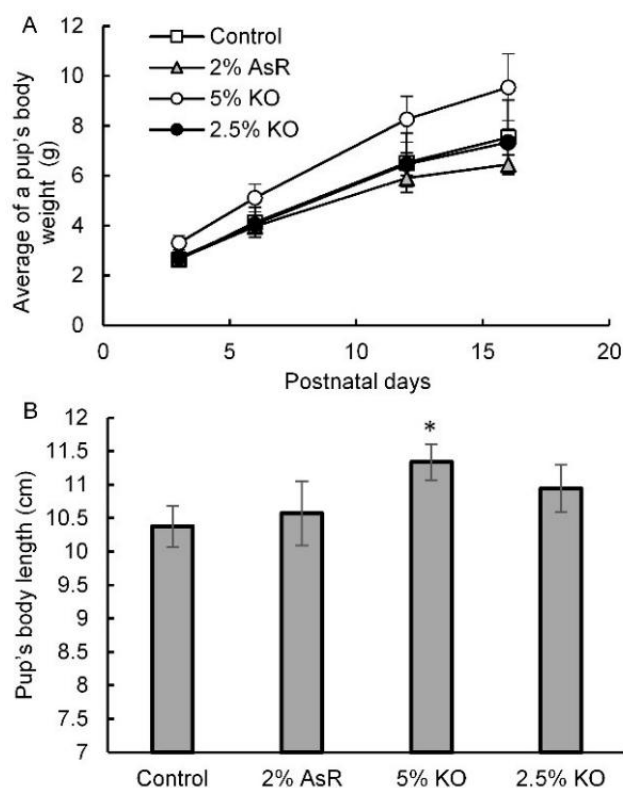 A
Control
2% AsR
5% KO
2.5% KO
Average of a pup's body
weight (g)
12
10
8
6
4
2
0
0 5 10 15 20
Postnatal days
B
*
Pup's body length (cm)
12
11.5
11
10.5
10
9.5
9
8.5
8
7.5
7
Control 2% AsR 5% KO 2.5% KO